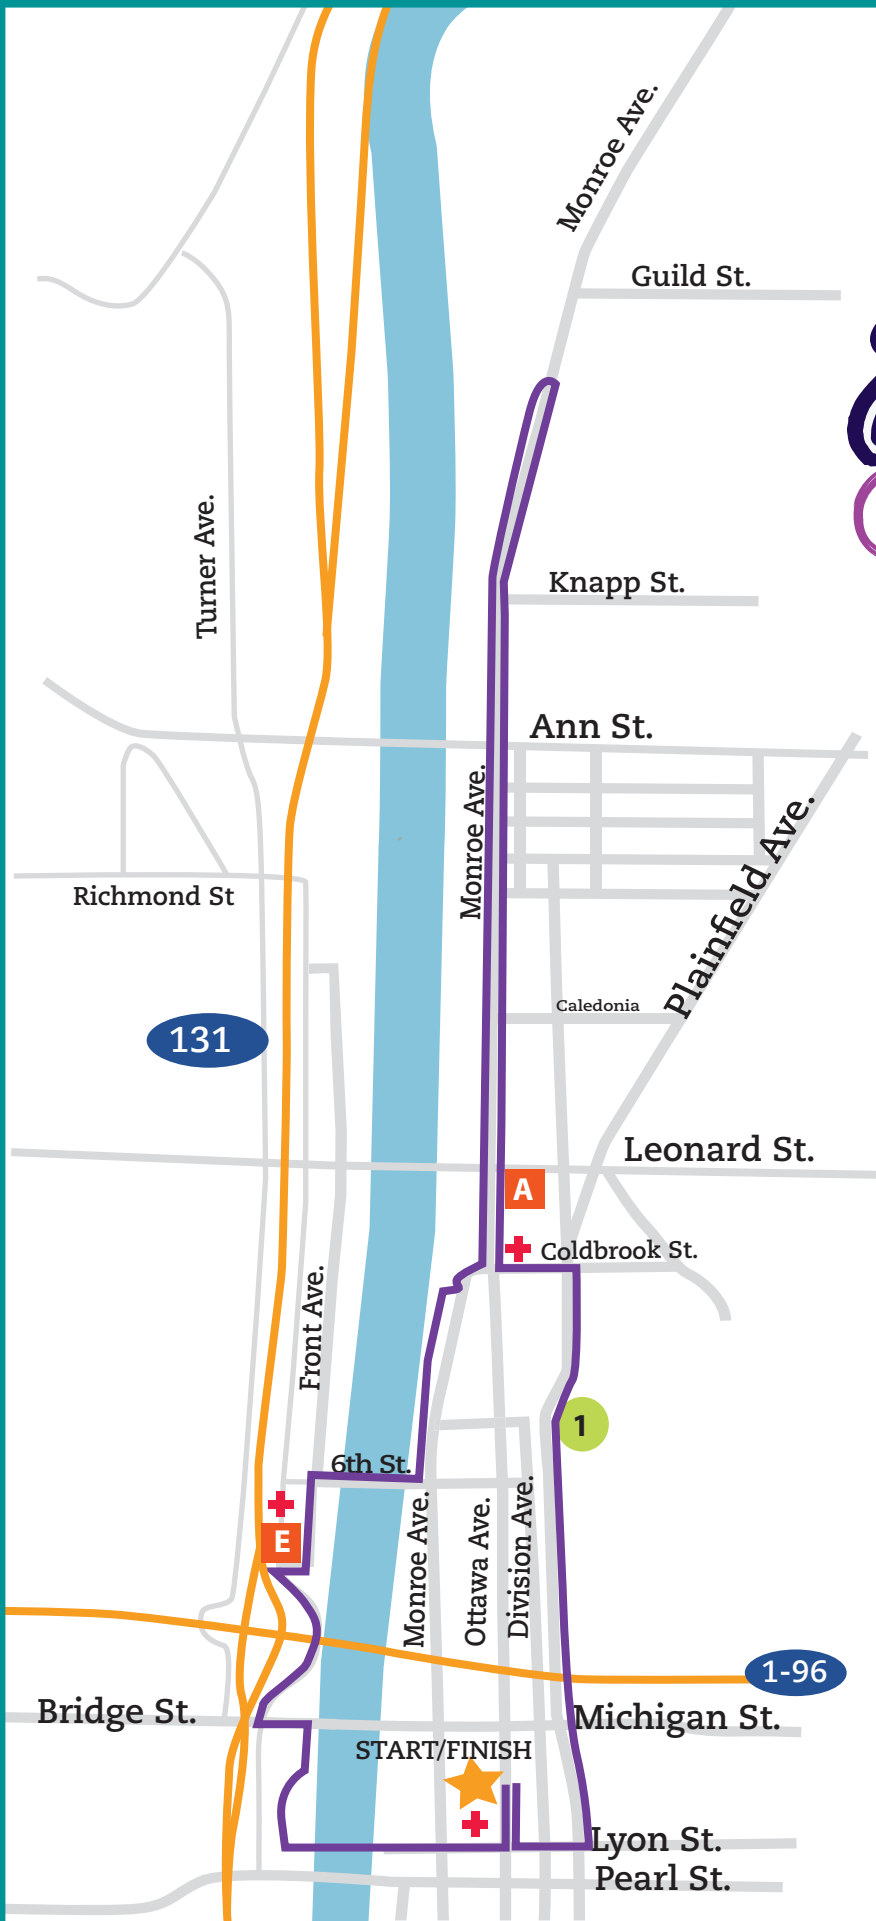 Monroe Ave.
Guild St.
Turner Ave.
Knapp St.
Ann St.
Monroe Ave.
Plainfield Ave.
Richmond St
Caledonia
131
Leonard St.
A
Coldbrook St.
Front Ave.
1
6th St.
E
Monroe Ave.
Ottawa Ave.
Division Ave.
1-96
Bridge St.
Michigan St.
START/FINISH
Lyon St.
Pearl St.